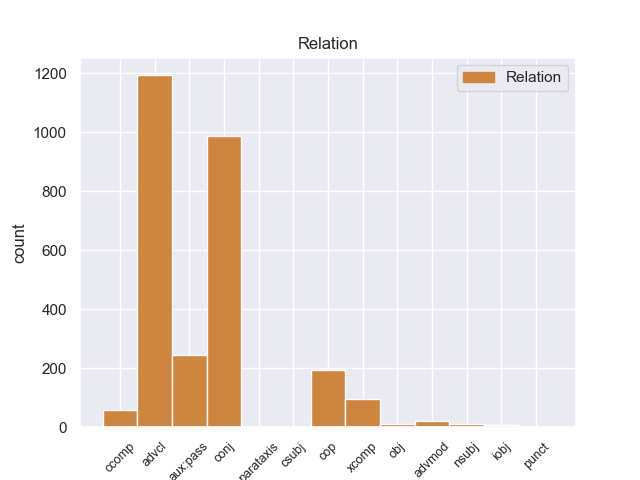 Relation
Relation
1200
1000
800
600
400
200
0
count
ccomp
advcl
aux:pass
conj
parataxis
csubj
cop
xcomp
obj
advmod
nsubj
iobj
punct